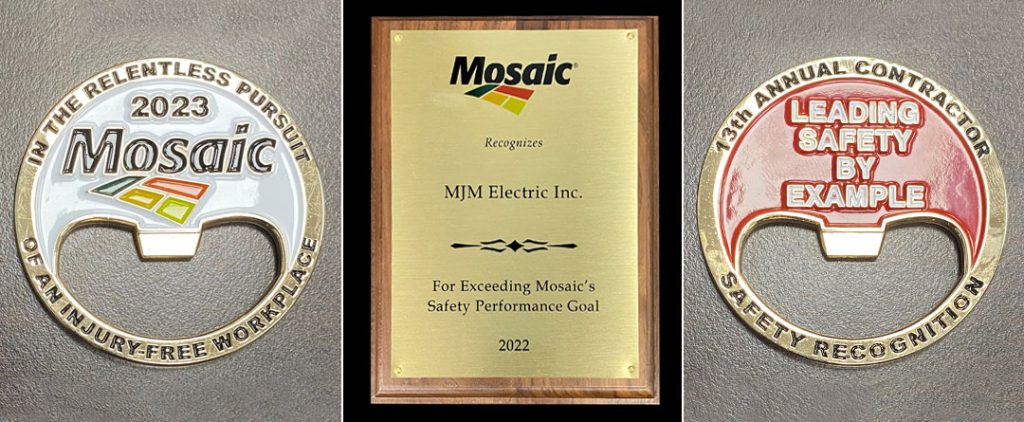 IN THE RELENTLESS PURSUIT
2023
Mosaic
OF AN INJURY-FREE WORKPLACE
Mosaic®
Recognizes
MJM Electric Inc.
For Exceeding Mosaic's
Safety Performance Goal
2022
13th ANNUAL CONTRACTOR
LEADING
SAFETY
BY
EXAMPLE
SAFETY RECOGNITION